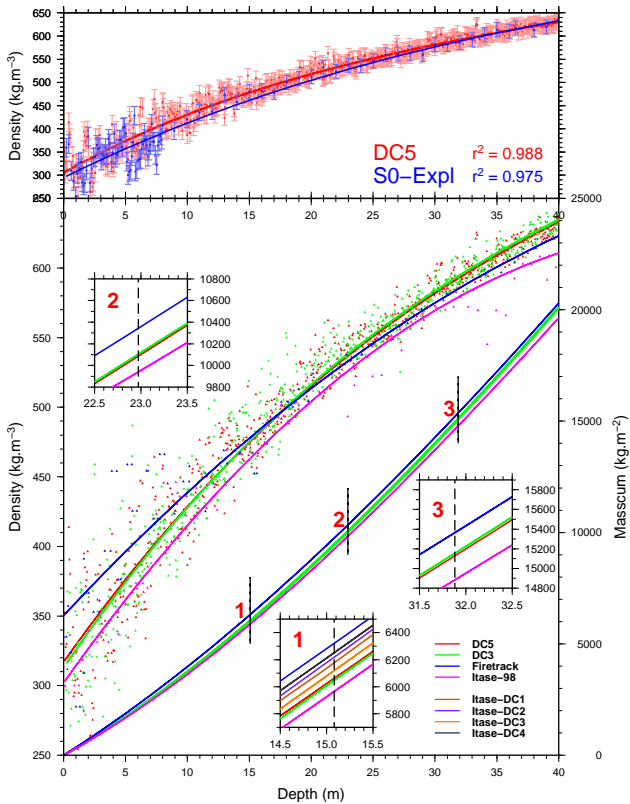 650
600
550
500
450
400
350
300
250
Density (kg.m−3)
DC5 r2 = 0.988
S0−Expl r2 = 0.975
0 5 10 15 20 25 30 35 40
25000
20000
15000
10000
5000
0
Masscum (kg.m−2)
600
550
500
450
400
350
300
250
Density (kg.m−3)
2
10800
10600
10400
10200
10000
9800
22.5 23.0 23.5
3
2
1
3
15800
15600
15400
15200
15000
14800
31.5 32.0 32.5
1
6400
6200
6000
5800
14.5 15.0 15.5
DC5
DC3
Firetrack
Itase−98
Itase−DC1
Itase−DC2
Itase−DC3
Itase−DC4
0 5 10 15 20 25 30 35 40
Depth (m)